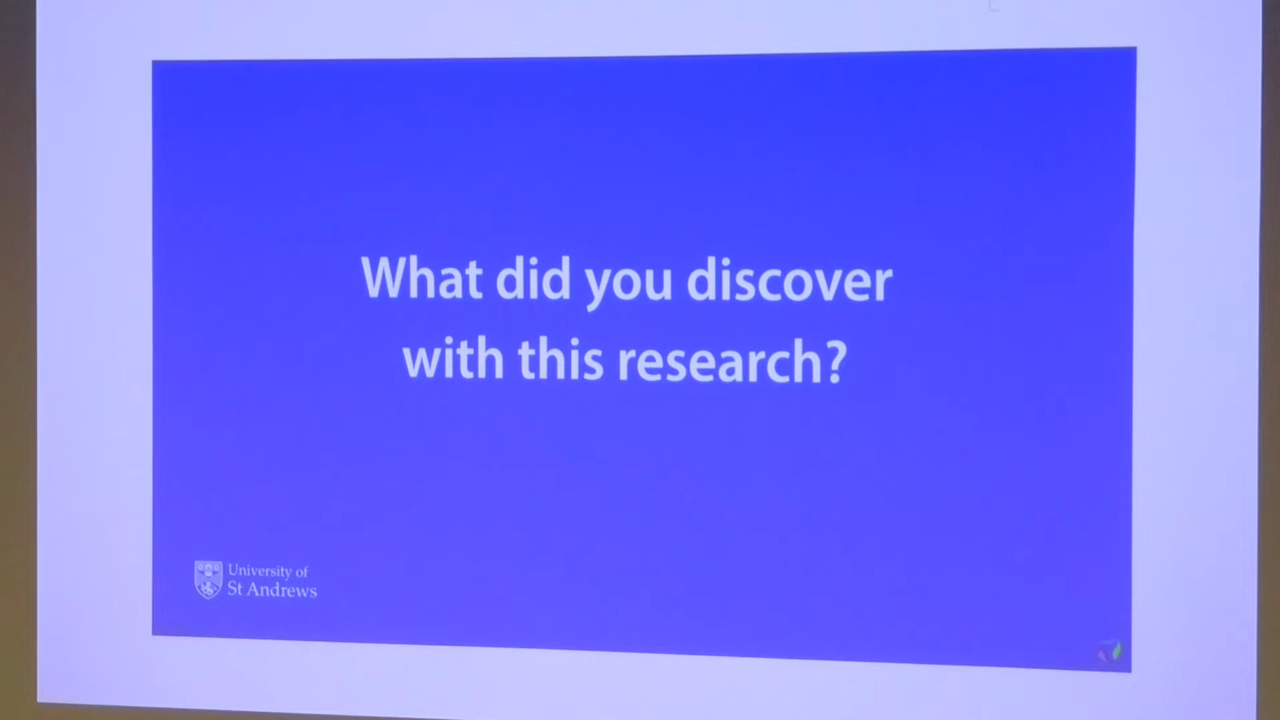 What did you discover
with this research?
University of
St Andrews